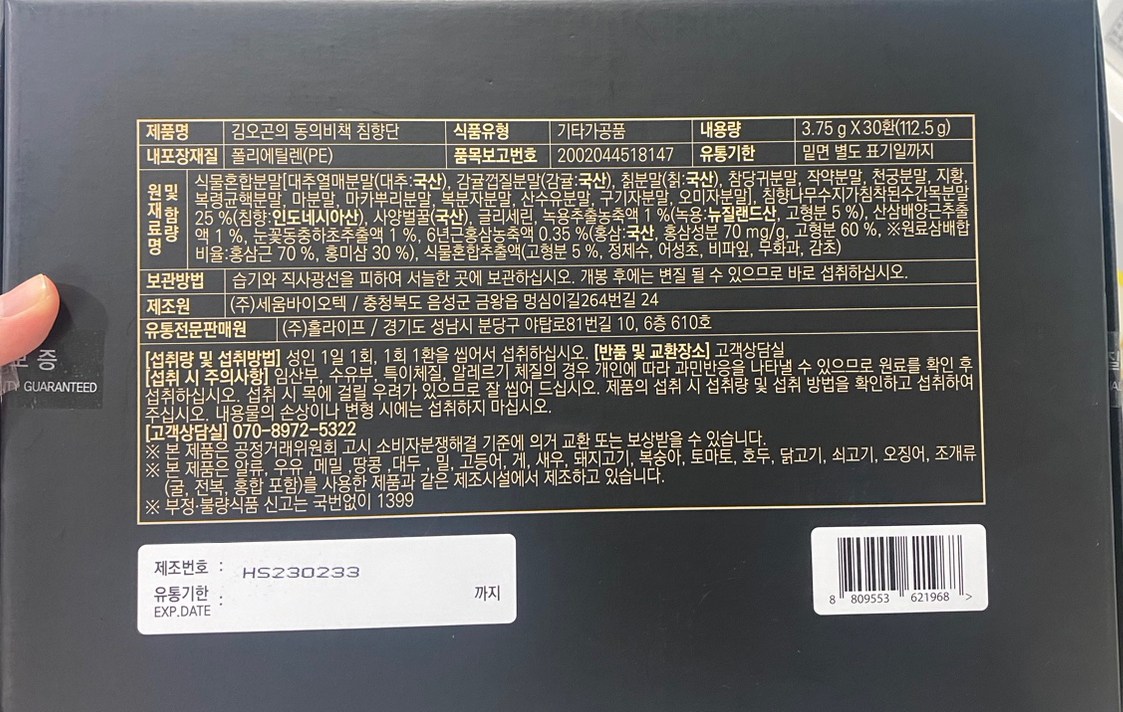 제품명 김오곤의 동의비책 침향단 식품유형 기타가공품 내용량 3.75 g X 30환(112.5 g)
내포장재질 폴리에틸렌(PE) 품목보고번호 2002044518147 유통기한 밑면 별도 표기일까지
원재료명 및 함량
식물혼합분말[대추열매분말(대추:국산), 감귤껍질분말(감귤:국산), 칡분말(칡:국산), 참당귀분말, 작약분말, 천궁분말, 지황,
복령균핵분말, 마분말, 마카뿌리분말, 복분자분말, 산수유분말, 구기자분말, 오미자분말], 침향나무수지가침착된수간목분말
25 %(침향:인도네시아산), 사양벌꿀(국산), 글리세린, 녹용추출농축액 1 %(녹용:뉴질랜드산, 고형분 5 %), 산삼배양근추출
액 1 %, 눈꽃동충하초추출액 1 %, 6년근홍삼농축액 0.35 %(홍삼:국산, 홍삼성분 70 mg/g, 고형분 60 %, ※원료삼배합
비율:홍삼근 70 %, 홍미삼 30 %), 식물혼합추출액(고형분 5 %, 정제수, 어성초, 비파잎, 무화과, 감초)
보관방법 습기와 직사광선을 피하여 서늘한 곳에 보관하십시오. 개봉 후에는 변질 될 수 있으므로 바로 섭취하십시오.
제조원 (주)세움바이오텍 / 충청북도 음성군 금왕읍 멍심이길264번길 24
유통전문판매원 (주)홀라이프 / 경기도 성남시 분당구 야탑로81번길 10, 6층 610호
[섭취량 및 섭취방법] 성인 1일 1회, 1회 1환을 씹어서 섭취하십시오. [반품 및 교환장소] 고객상담실
[섭취 시 주의사항] 임산부, 수유부, 특이체질, 알레르기 체질의 경우 개인에 따라 과민반응을 나타낼 수 있으므로 원료를 확인 후
섭취하십시오. 섭취 시 목에 걸릴 우려가 있으므로 잘 씹어 드십시오. 제품의 섭취 시 섭취량 및 섭취 방법을 확인하고 섭취하여
주십시오. 내용물의 손상이나 변형 시에는 섭취하지 마십시오.
[고객상담실] 070-8972-5322
※ 본 제품은 공정거래위원회 고시 소비자분쟁해결 기준에 의거 교환 또는 보상받을 수 있습니다.
※ 본 제품은 알류, 우유 ,메밀 ,땅콩 ,대두 , 밀, 고등어, 게, 새우, 돼지고기, 복숭아, 토마토, 호두, 닭고기, 쇠고기, 오징어, 조개류
(굴, 전복, 홍합 포함)를 사용한 제품과 같은 제조시설에서 제조하고 있습니다.
※ 부정·불량식품 신고는 국번없이 1399
증
GUARANTEED
제조번호 : HS230233
유통기한 : 까지
EXP.DATE
8 809553 621968 >